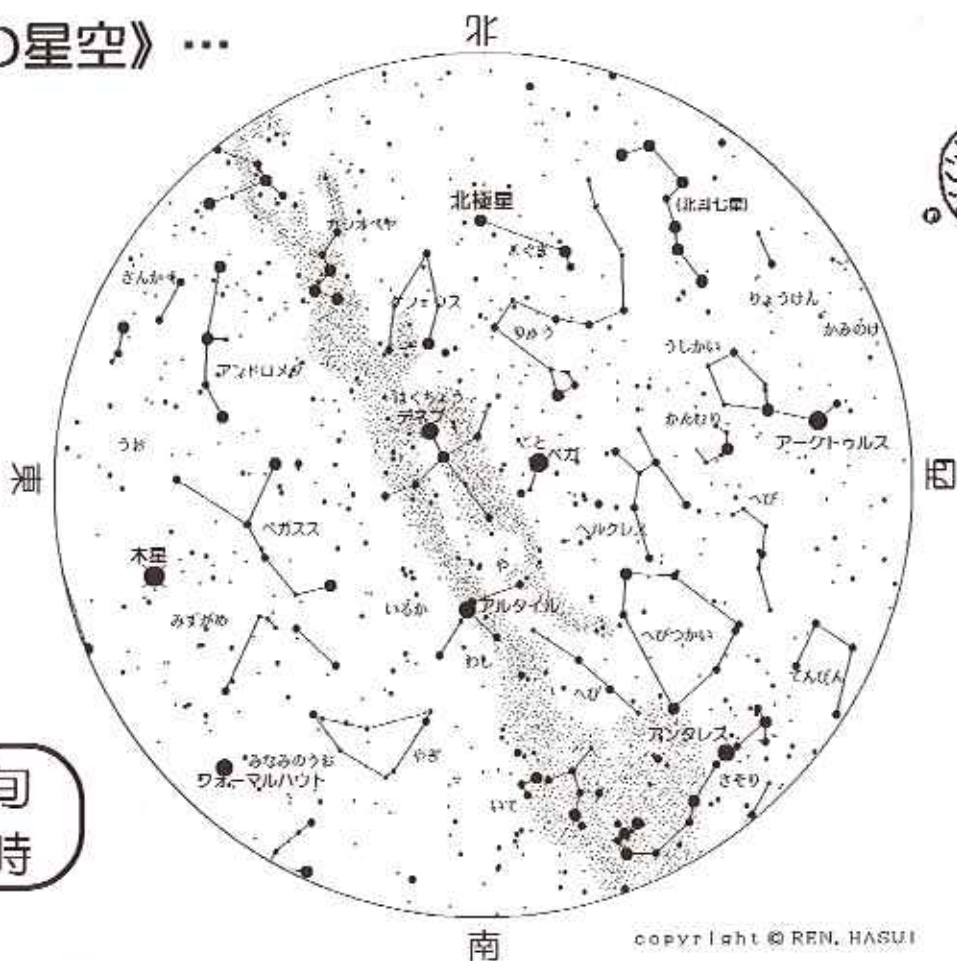 の星空》…
北
北極星
(北斗七星)
カシオペヤ
こぐま
さんかく
ケフェウス
りょうけん
りゅう
かみのけ
うしかい
アンドロメダ
はくちょう
デネブ
かんむり
アークトゥルス
うお
こと
ベガ
東
西
へび
ペガスス
ヘルクレス
木星
や
みずがめ
いるか
アルタイル
へびつかい
わし
てんびん
へび
アンタレス
みなみのうお
やぎ
さそり
フォーマルハウト
いて
旬
時
南
copyright © REN. HASUI